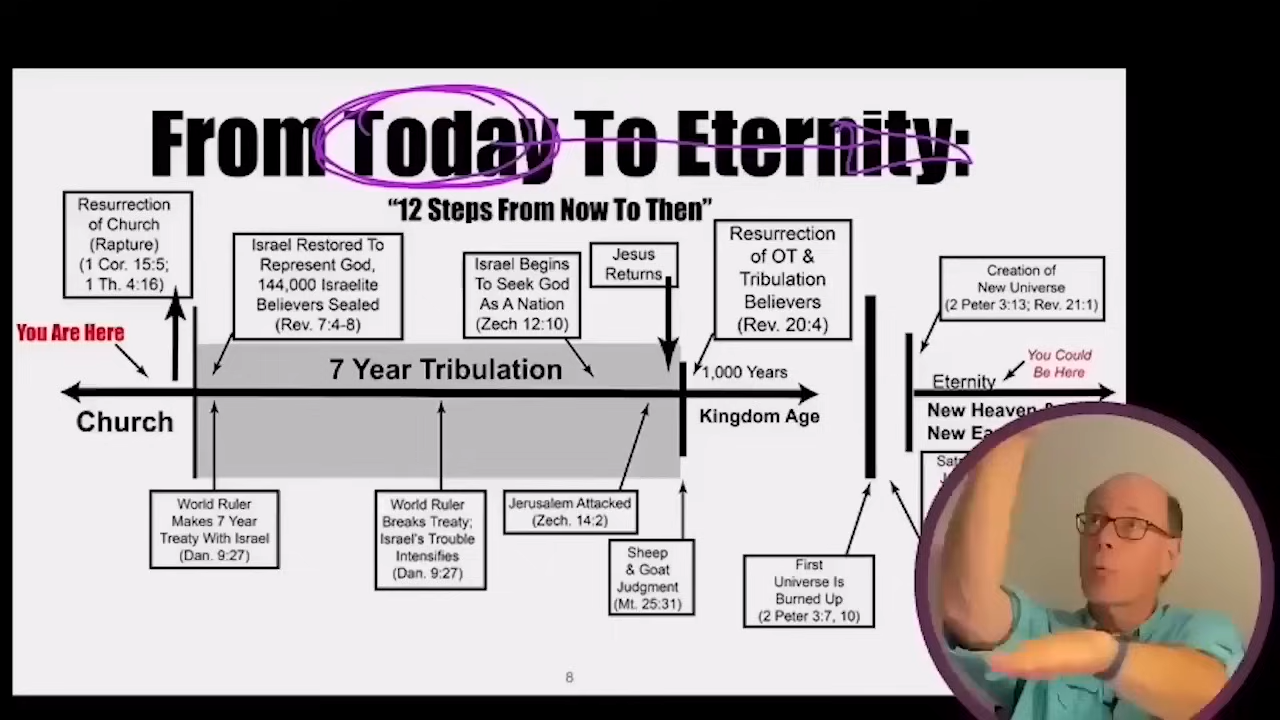 From Today To Eternity:
"12 Steps From Now To Then"
Resurrection
of Church
(Rapture)
(1 Cor. 15:5;
1 Th. 4:16)
Israel Restored To
Represent God,
144,000 Israelite
Believers Sealed
(Rev. 7:4-8)
Israel Begins
To Seek God
As A Nation
(Zech 12:10)
Jesus
Returns
Resurrection
of OT &
Tribulation
Believers
(Rev. 20:4)
Creation of
New Universe
(2 Peter 3:13; Rev. 21:1)
You Are Here
7 Year Tribulation
1,000 Years
You Could
Be Here
Eternity
Church
Kingdom Age
New Heaven
New
World Ruler
Makes 7 Year
Treaty With Israel
(Dan. 9:27)
World Ruler
Breaks Treaty;
Israel's Trouble
Intensifies
(Dan. 9:27)
Jerusalem Attacked
(Zech. 14:2)
Sheep
& Goat
Judgment
(Mt. 25:31)
First
Universe Is
Burned Up
(2 Peter 3:7, 10)
8